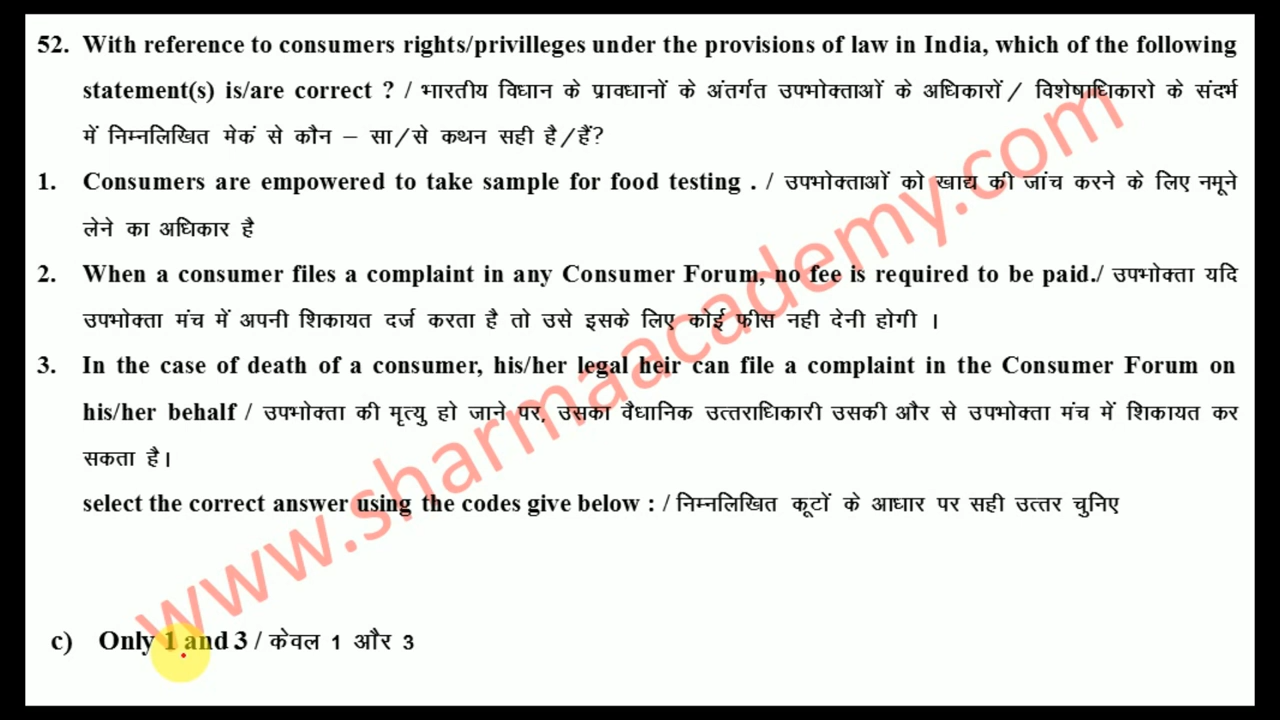 52. With reference to consumers rights/privilleges under the provisions of law in India, which of the following
statement(s) is/are correct ? / भारतीय विधान के प्रावधानों के अंतर्गत उपभोक्ताओं के अधिकारों / विशेषाधिकारो के संदर्भ
में निम्नलिखित मेकं से कौन – सा/से कथन सही है/हैं?
1. Consumers are empowered to take sample for food testing . / उपभोक्ताओं को खाद्य की जांच करने के लिए नमूने
लेने का अधिकार है
2. When a consumer files a complaint in any Consumer Forum, no fee is required to be paid./ उपभोक्ता यदि
उपभोक्ता मंच में अपनी शिकायत दर्ज करता है तो उसे इसके लिए कोई फीस नही देनी होगी ।
3. In the case of death of a consumer, his/her legal heir can file a complaint in the Consumer Forum on
his/her behalf / उपभोक्ता की मृत्यु हो जाने पर, उसका वैधानिक उत्तराधिकारी उसकी और से उपभोक्ता मंच में शिकायत कर
सकता है।
select the correct answer using the codes give below : / निम्नलिखित कूटों के आधार पर सही उत्तर चुनिए
c) Only 1 and 3 / केवल 1 और 3
www.sharmaacademy.com